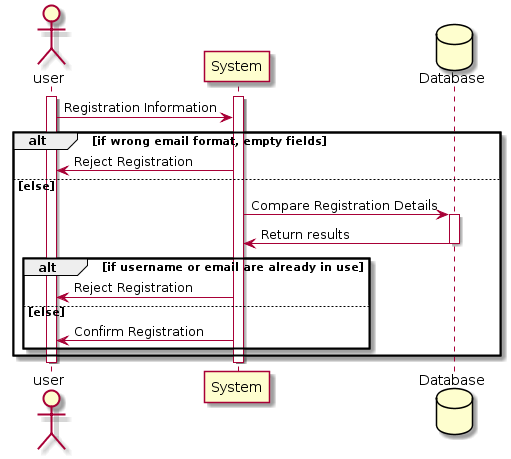 user
System
Database
Registration Information
alt [if wrong email format, empty fields]
Reject Registration
[else]
Compare Registration Details
Return results
alt [if username or email are already in use]
Reject Registration
[else]
Confirm Registration
user
System
Database